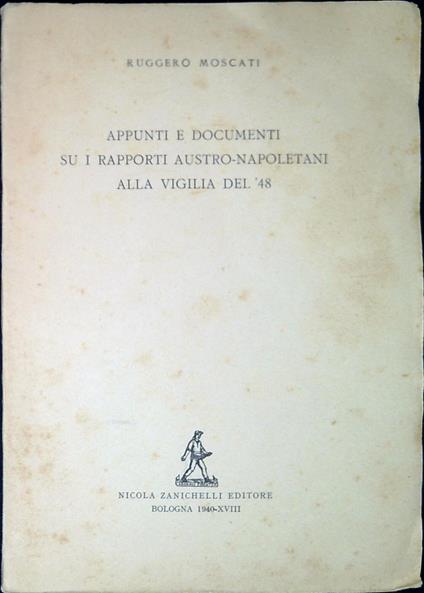 RUGGERO MOSCATI
APPUNTI E DOCUMENTI
SU I RAPPORTI AUSTRO-NAPOLETANI
ALLA VIGILIA DEL '48
NICOLA ZANICHELLI EDITORE
BOLOGNA 1940-XVIII